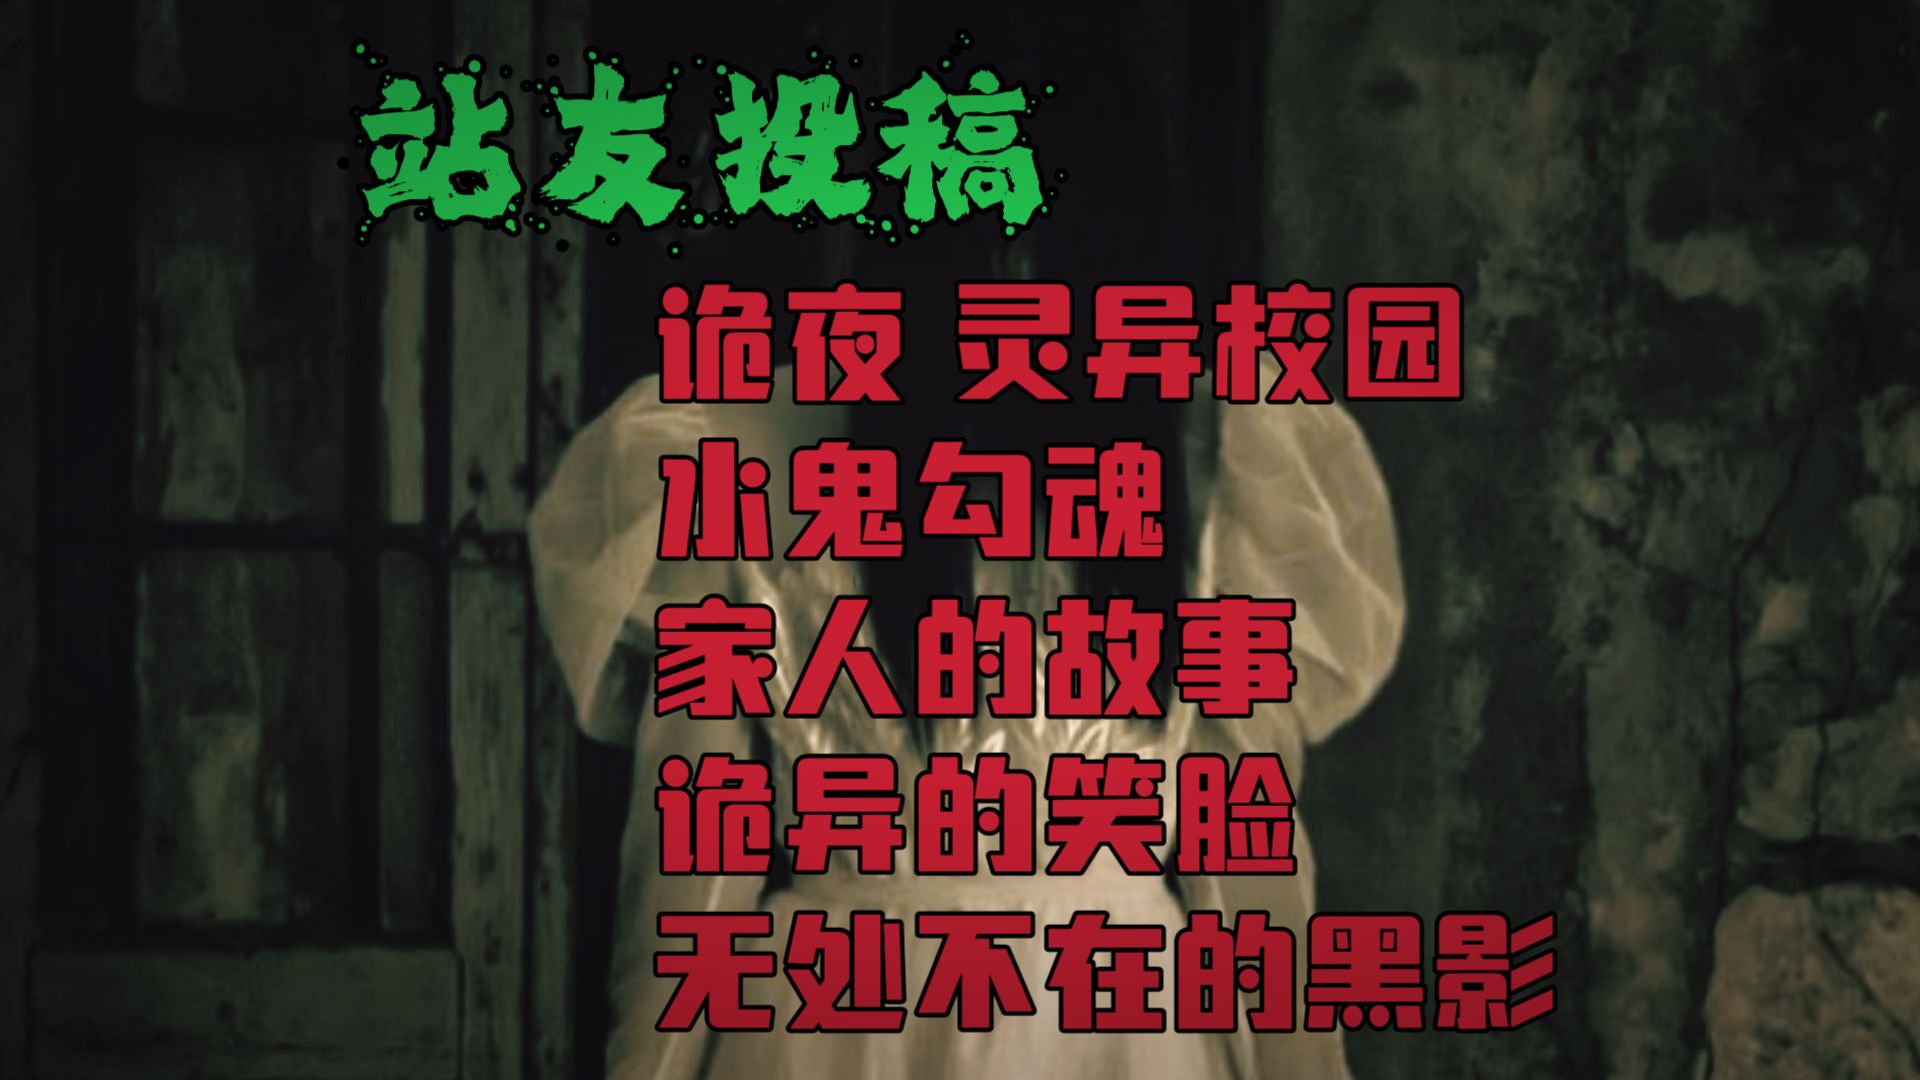 站友投稿
诡夜 灵异校园
水鬼勾魂
家人的故事
诡异的笑脸
无处不在的黑影